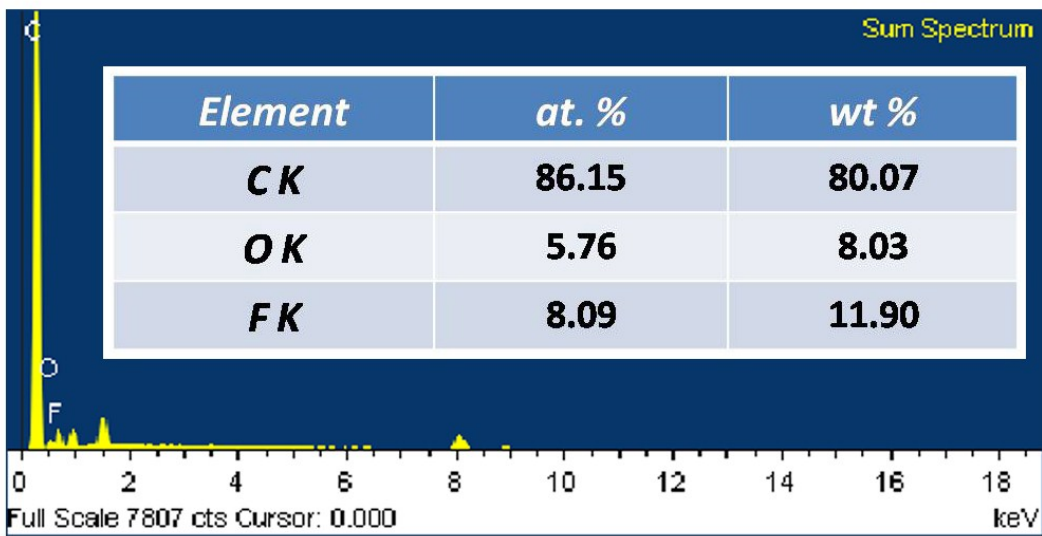 C
Sum Spectrum
Element at. % wt %
C K 86.15 80.07
O K 5.76 8.03
F K 8.09 11.90
O
F
0 2 4 6 8 10 12 14 16 18
Full Scale 7807 cts Cursor: 0.000 keV